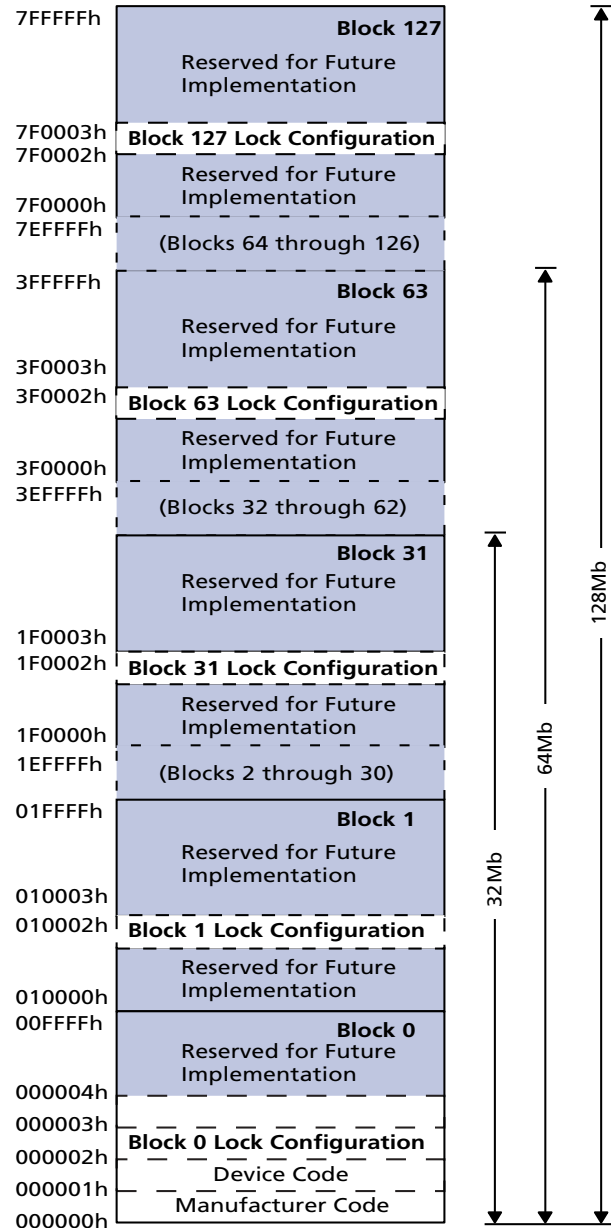 7FFFFFh
Block 127
Reserved for Future
Implementation
7F0003h
Block 127 Lock Configuration
7F0002h
Reserved for Future
Implementation
7F0000h
7EFFFFh
(Blocks 64 through 126)
3FFFFFh
Block 63
Reserved for Future
Implementation
3F0003h
3F0002h
Block 63 Lock Configuration
Reserved for Future
Implementation
3F0000h
3EFFFFh
(Blocks 32 through 62)
Block 31
Reserved for Future
Implementation
1F0003h
1F0002h
Block 31 Lock Configuration
Reserved for Future
Implementation
1F0000h
1EFFFFh
(Blocks 2 through 30)
01FFFFh
Block 1
Reserved for Future
Implementation
010003h
010002h
Block 1 Lock Configuration
Reserved for Future
Implementation
010000h
00FFFFh
Block 0
Reserved for Future
Implementation
000004h
000003h
Block 0 Lock Configuration
000002h
Device Code
000001h
Manufacturer Code
000000h
32Mb
64Mb
128Mb